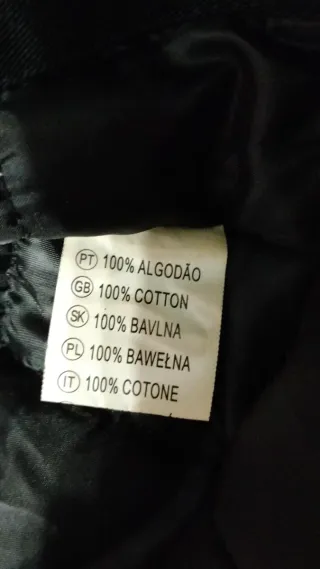 PT 100% ALGODÃO
GB 100% COTTON
SK 100% BAVLNA
PL 100% BAWEŁNA
IT 100% COTONE